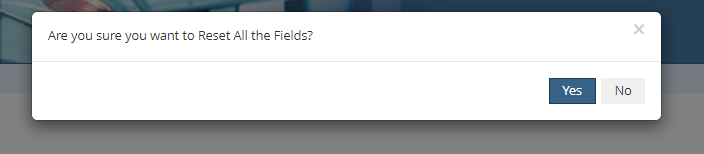 Are you sure you want to Reset All the Fields?
×
Yes No